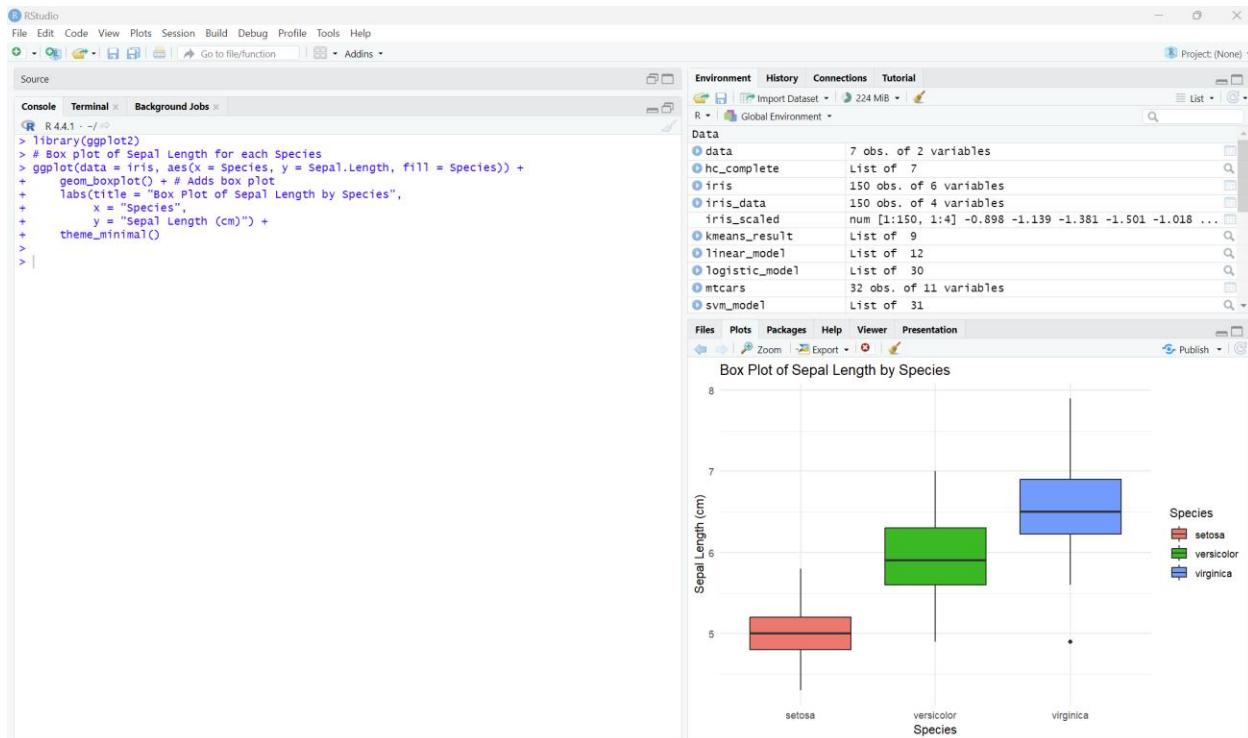 RStudio
File Edit Code View Plots Session Build Debug Profile Tools Help
Go to file/function Addins
Project: (None)
Source
Console Terminal Background Jobs
R 4.4.1 · ~/
> library(ggplot2)
> # Box plot of Sepal Length for each Species
> ggplot(data = iris, aes(x = Species, y = Sepal.Length, fill = Species)) +
+     geom_boxplot() + # Adds box plot
+     labs(title = "Box Plot of Sepal Length by Species",
+          x = "Species",
+          y = "Sepal Length (cm)") +
+     theme_minimal()
>
>
Environment History Connections Tutorial
Import Dataset 224 MiB List
R Global Environment
Data
data 7 obs. of 2 variables
hc_complete List of 7
iris 150 obs. of 6 variables
iris_data 150 obs. of 4 variables
iris_scaled num [1:150, 1:4] -0.898 -1.139 -1.381 -1.501 -1.018 ...
kmeans_result List of 9
linear_model List of 12
logistic_model List of 30
mtcars 32 obs. of 11 variables
svm_model List of 31
Files Plots Packages Help Viewer Presentation
Zoom Export Publish
Box Plot of Sepal Length by Species
8
7
6
5
Sepal Length (cm)
setosa versicolor virginica
Species
Species
setosa
versicolor
virginica